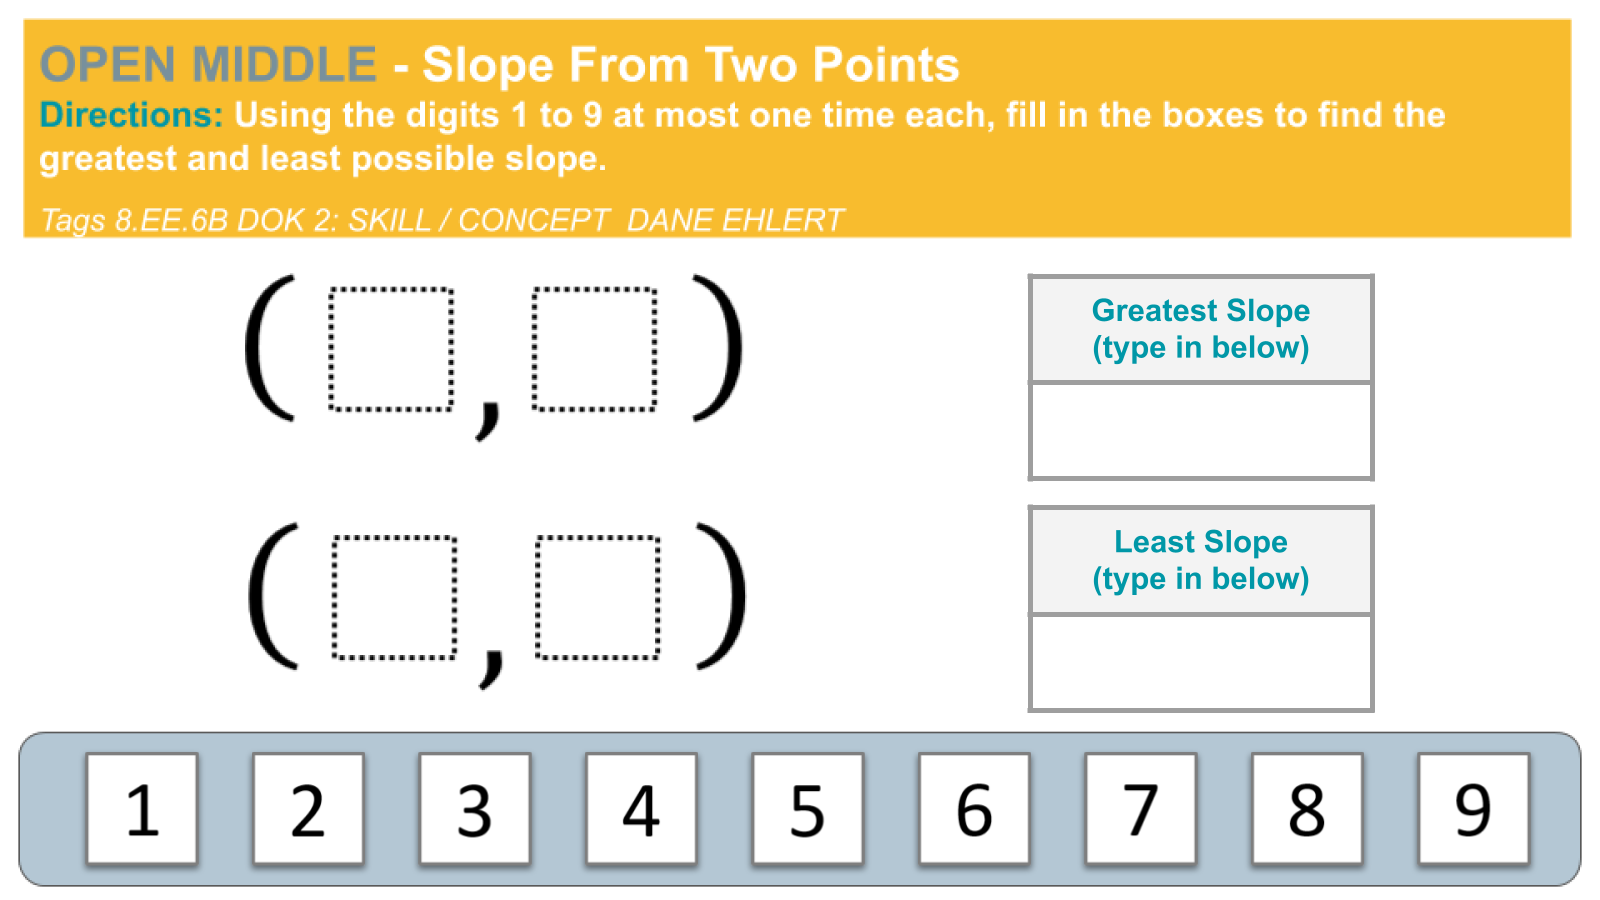 OPEN MIDDLE - Slope From Two Points
Directions: Using the digits 1 to 9 at most one time each, fill in the boxes to find the
greatest and least possible slope.
Tags 8.EE.6B DOK 2: SKILL / CONCEPT  DANE EHLERT
( , )
Greatest Slope
(type in below)
( , )
Least Slope
(type in below)
1 2 3 4 5 6 7 8 9